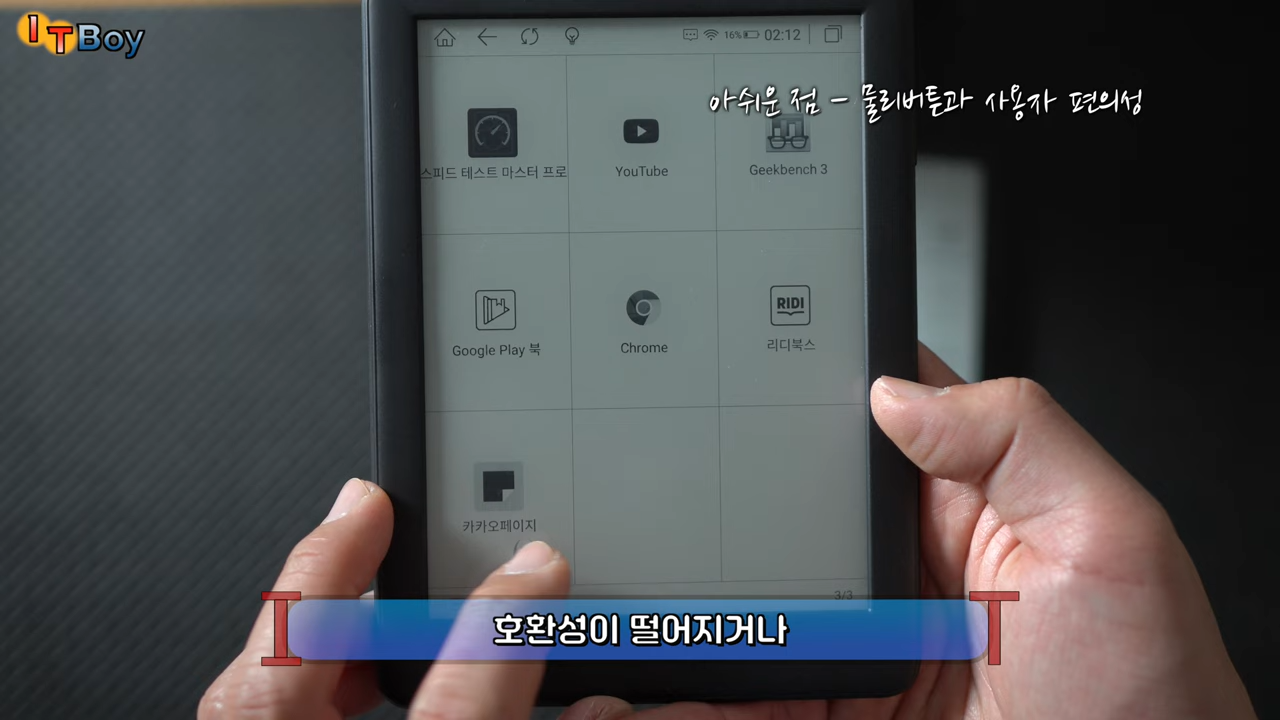 ITBoy
16% 02:12
아쉬운 점 - 물리버튼과 사용자 편의성
스피드 테스트 마스터 프로
YouTube
Geekbench 3
Google Play 북
Chrome
RIDI
리디북스
카카오페이지
3/3
I 호환성이 떨어지거나 T